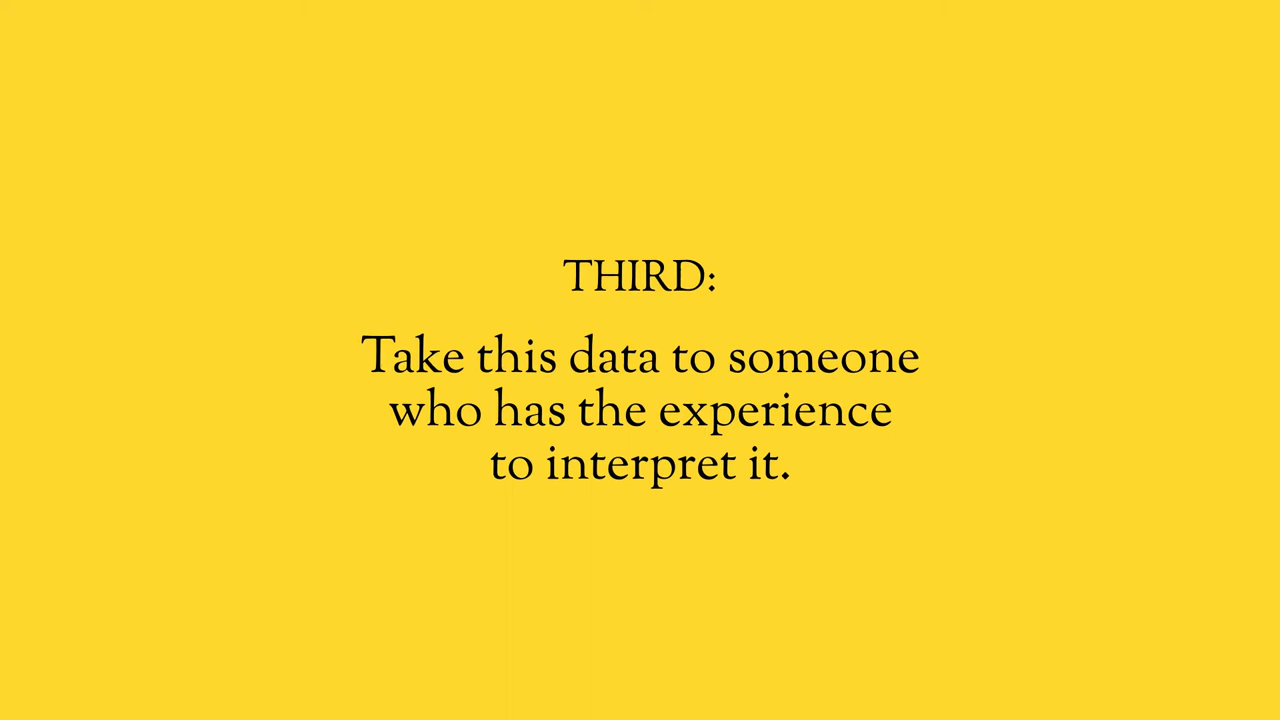 THIRD:
Take this data to someone
who has the experience
to interpret it.